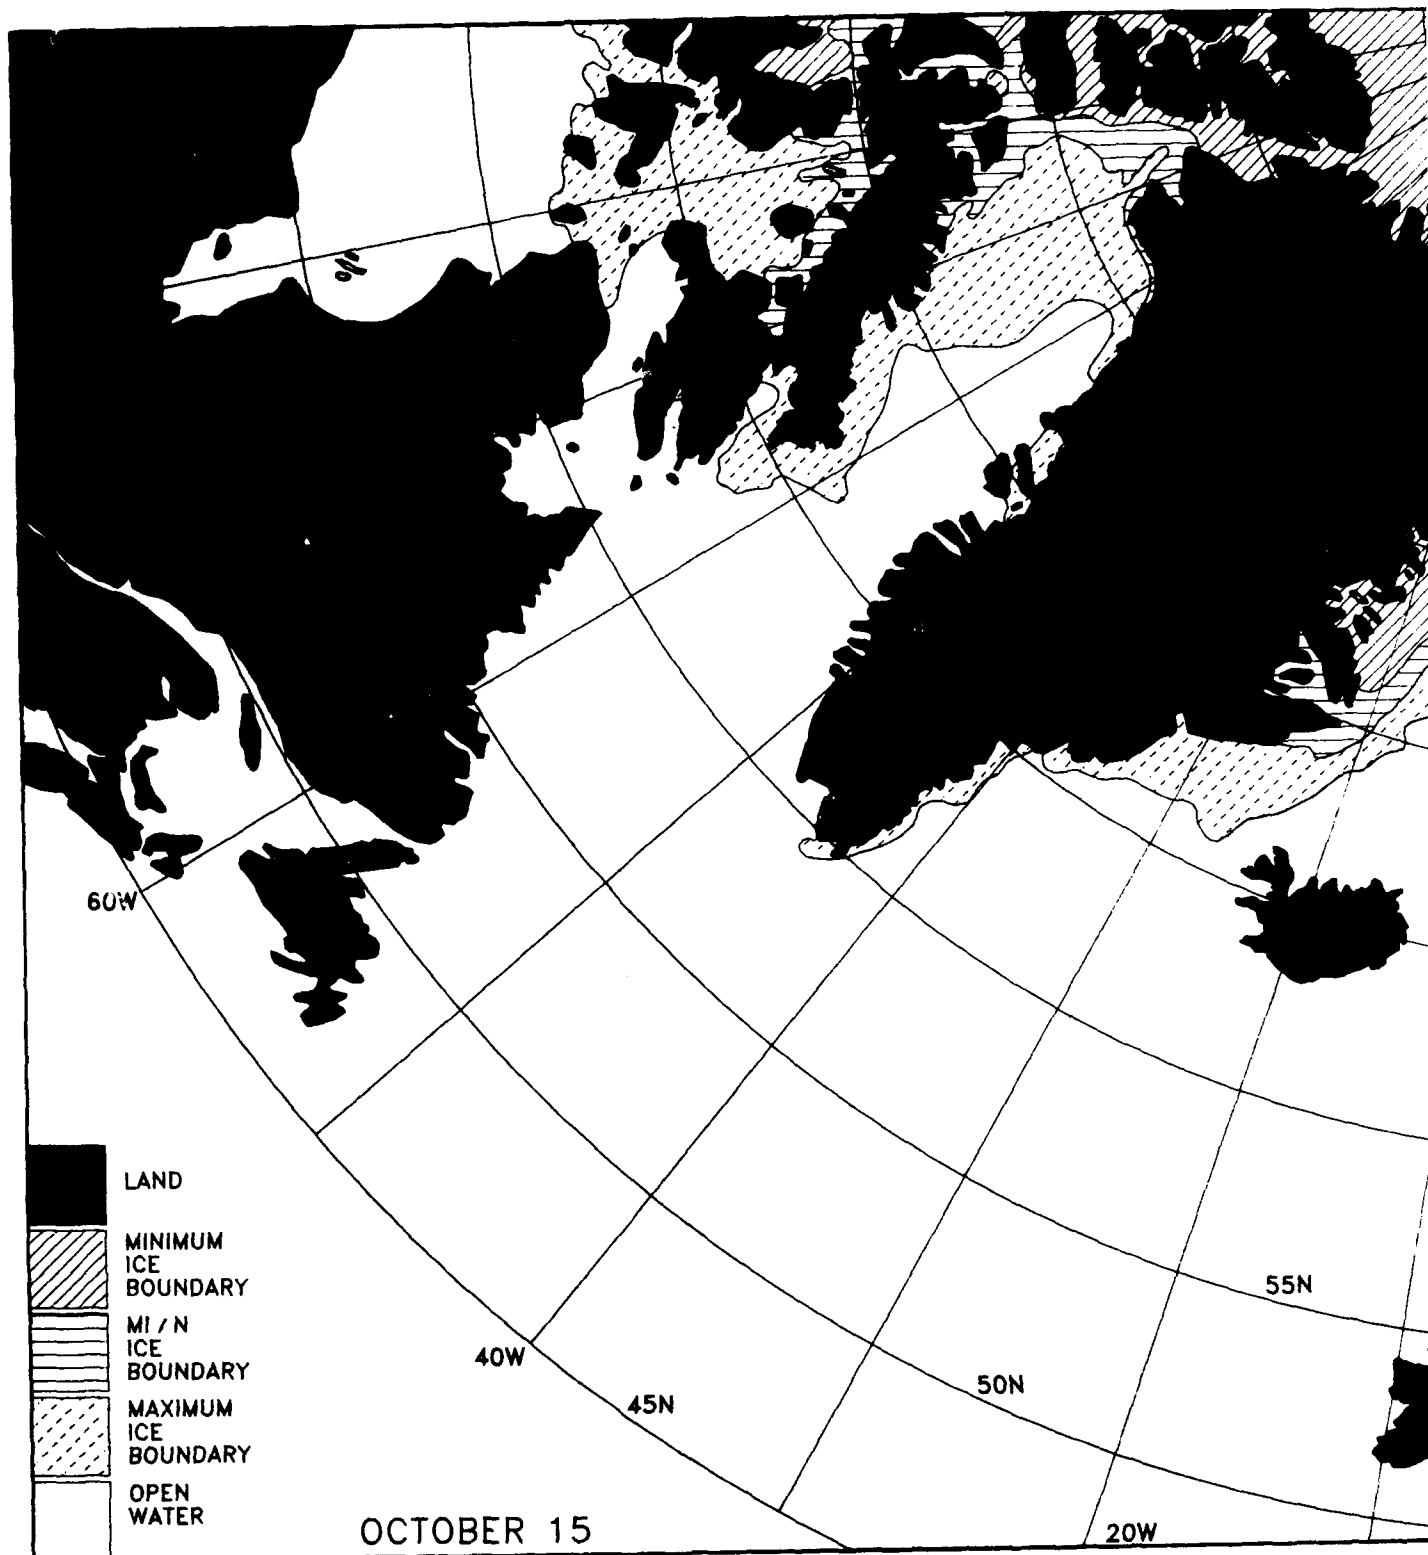 60W
LAND
MINIMUM
ICE
BOUNDARY
MI / N
ICE
BOUNDARY
MAXIMUM
ICE
BOUNDARY
OPEN
WATER
55N
40W
50N
45N
OCTOBER 15
20W